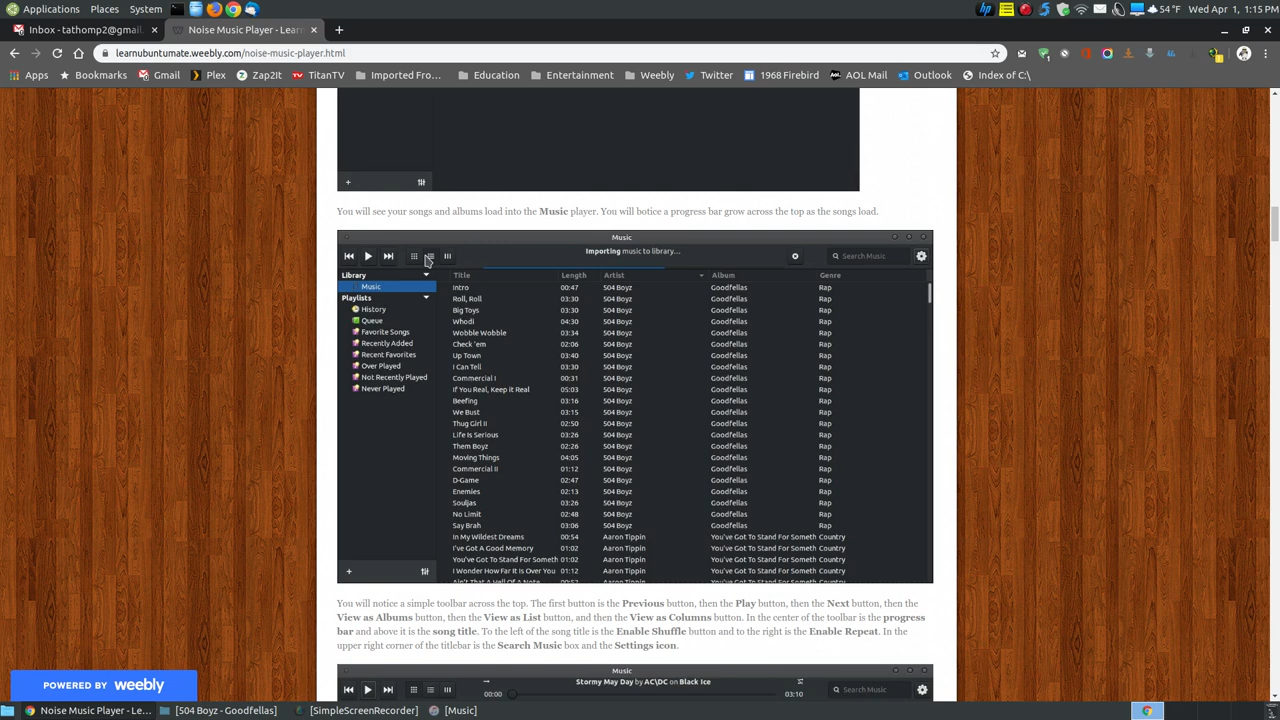 Applications Places System 54 °F Wed Apr 1, 1:15 PM
Inbox - tathomp2@gmail. Noise Music Player - Lear
learnubuntumate.weebly.com/noise-music-player.html
Apps Bookmarks Gmail Plex Zap2It TitanTV Imported Fro... Education Entertainment Weebly Twitter 1968 Firebird AOL Mail Outlook Index of C:\
You will see your songs and albums load into the Music player. You will botice a progress bar grow across the top as the songs load.
Music
Importing music to library... Search Music
Library Title Length Artist Album Genre
Music Intro 00:47 504 Boyz Goodfellas Rap
Playlists Roll, Roll 03:30 504 Boyz Goodfellas Rap
History Big Toys 03:30 504 Boyz Goodfellas Rap
Queue Whodi 04:30 504 Boyz Goodfellas Rap
Favorite Songs Wobble Wobble 03:34 504 Boyz Goodfellas Rap
Recently Added Check 'em 02:06 504 Boyz Goodfellas Rap
Recent Favorites Up Town 03:40 504 Boyz Goodfellas Rap
Over Played I Can Tell 03:30 504 Boyz Goodfellas Rap
Not Recently Played Commercial I 00:31 504 Boyz Goodfellas Rap
Never Played If You Real, Keep it Real 05:03 504 Boyz Goodfellas Rap
Beefing 03:16 504 Boyz Goodfellas Rap
We Bust 03:15 504 Boyz Goodfellas Rap
Thug Girl II 02:50 504 Boyz Goodfellas Rap
Life Is Serious 03:26 504 Boyz Goodfellas Rap
Them Boyz 02:26 504 Boyz Goodfellas Rap
Moving Things 04:05 504 Boyz Goodfellas Rap
Commercial II 01:12 504 Boyz Goodfellas Rap
D-Game 02:47 504 Boyz Goodfellas Rap
Enemies 02:13 504 Boyz Goodfellas Rap
Souljas 03:26 504 Boyz Goodfellas Rap
No Limit 02:48 504 Boyz Goodfellas Rap
Say Brah 03:06 504 Boyz Goodfellas Rap
In My Wildest Dreams 00:54 Aaron Tippin You've Got To Stand For Someth Country
I've Got A Good Memory 01:02 Aaron Tippin You've Got To Stand For Someth Country
You've Got To Stand For Someth 01:02 Aaron Tippin You've Got To Stand For Someth Country
I Wonder How Far It Is Over You 01:12 Aaron Tippin You've Got To Stand For Someth Country
Ain't That A Hell Of A Note 00:52 Aaron Tippin You've Got To Stand For Someth Country
You will notice a simple toolbar across the top. The first button is the Previous button, then the Play button, then the Next button, then the
View as Albums button, then the View as List button, and then the View as Columns button. In the center of the toolbar is the progress
bar and above it is the song title. To the left of the song title is the Enable Shuffle button and to the right is the Enable Repeat. In the
upper right corner of the titlebar is the Search Music box and the Settings icon.
Music
Stormy May Day by AC\DC on Black Ice
00:00 03:10 Search Music
POWERED BY weebly
Noise Music Player - Le... [504 Boyz - Goodfellas] [SimpleScreenRecorder] [Music]